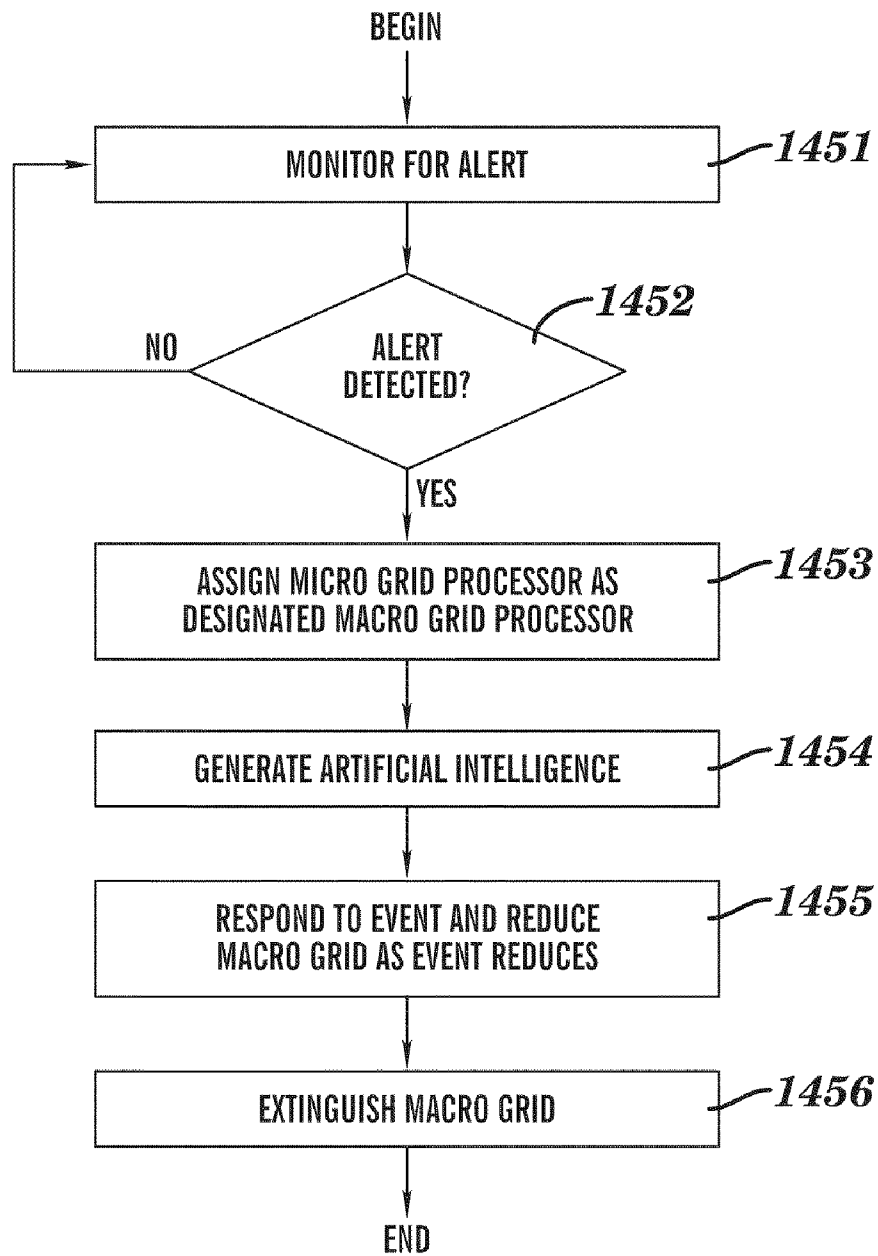 BEGIN
MONITOR FOR ALERT
1451
ALERT
DETECTED?
1452
NO
YES
ASSIGN MICRO GRID PROCESSOR AS
DESIGNATED MACRO GRID PROCESSOR
1453
GENERATE ARTIFICIAL INTELLIGENCE
1454
RESPOND TO EVENT AND REDUCE
MACRO GRID AS EVENT REDUCES
1455
EXTINGUISH MACRO GRID
1456
END